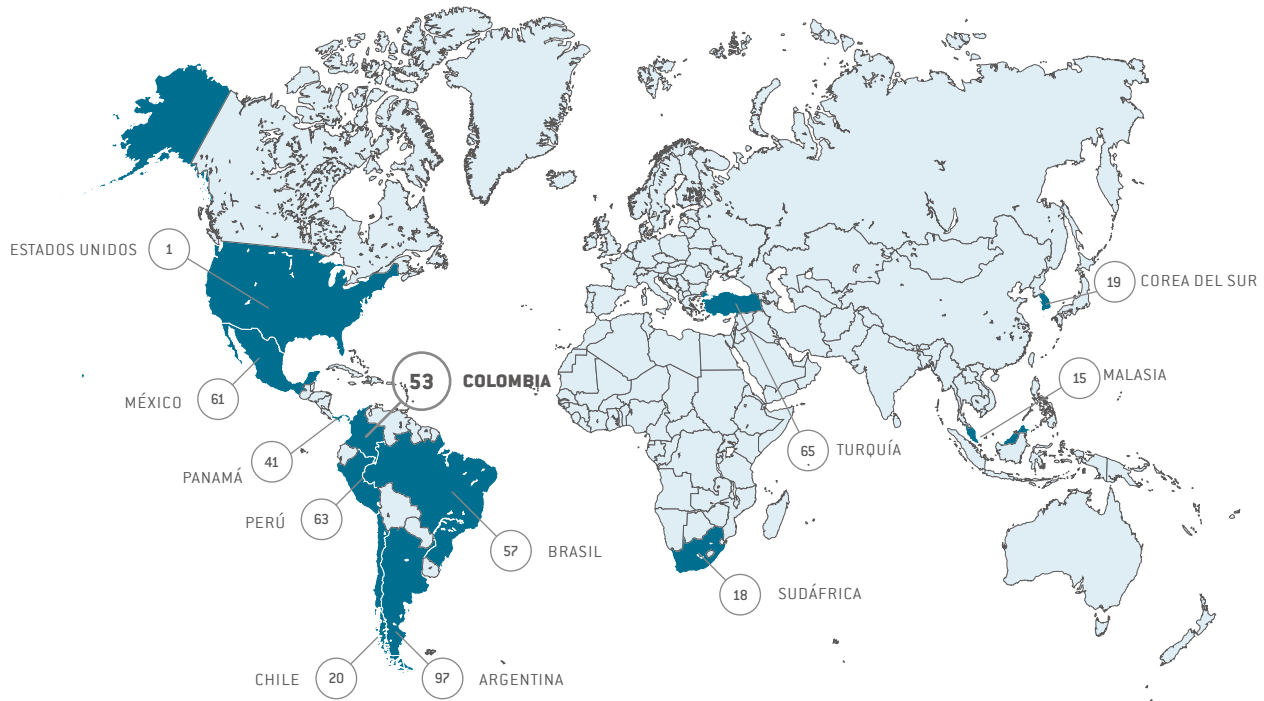 ESTADOS UNIDOS 1
19 COREA DEL SUR
53 COLOMBIA
15 MALASIA
MÉXICO 61
65 TURQUÍA
PANAMÁ 41
PERÚ 63
57 BRASIL
18 SUDÁFRICA
CHILE 20
97 ARGENTINA